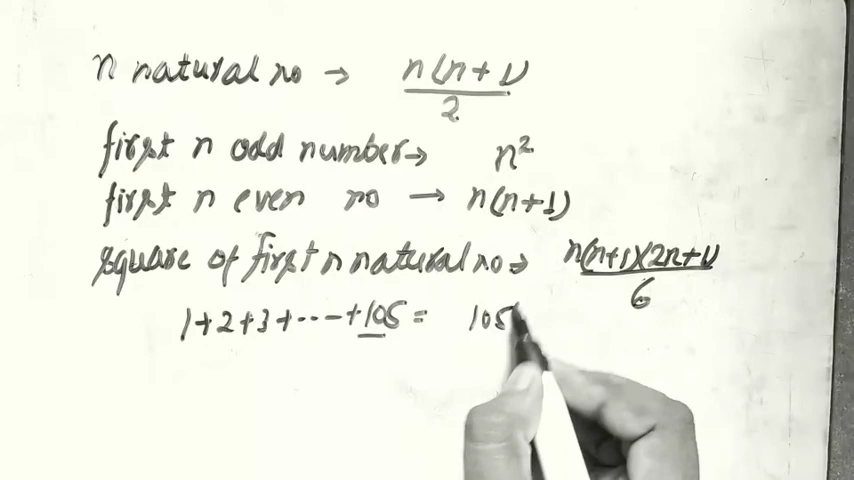 n natural no → n(n+1)
2
first n odd number → n²
first n even no → n(n+1)
square of first n natural no → n(n+1)(2n+1)
6
1+2+3+----+105 = 105